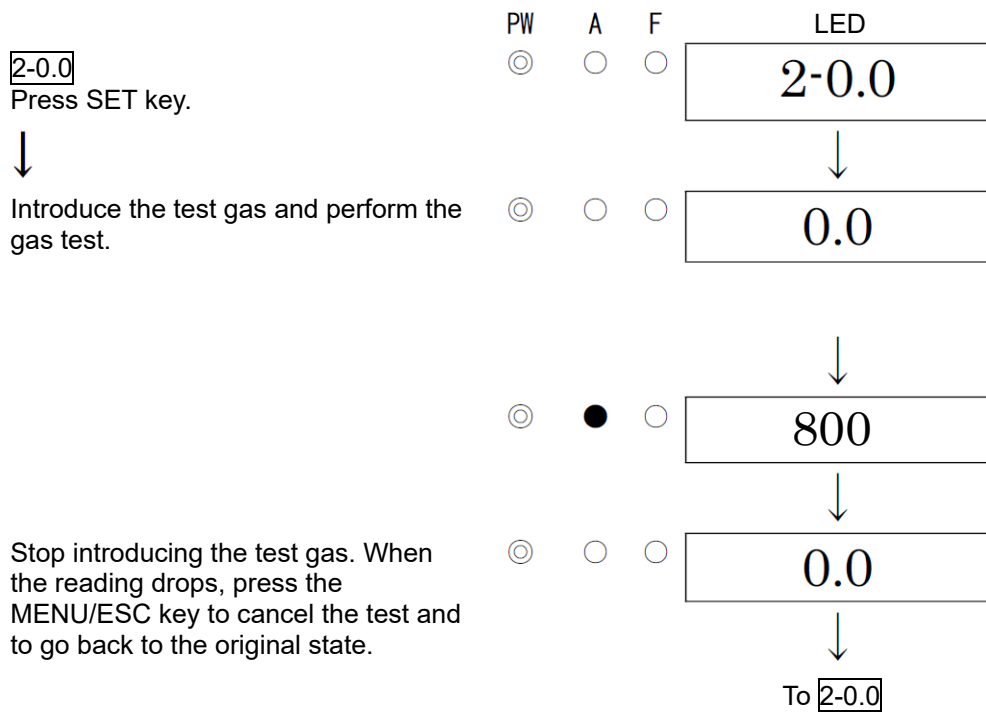 PW A F LED
2-0.0
2-0.0
Press SET key.
Introduce the test gas and perform the
gas test.
0.0
800
Stop introducing the test gas. When
the reading drops, press the
MENU/ESC key to cancel the test and
to go back to the original state.
0.0
To 2-0.0